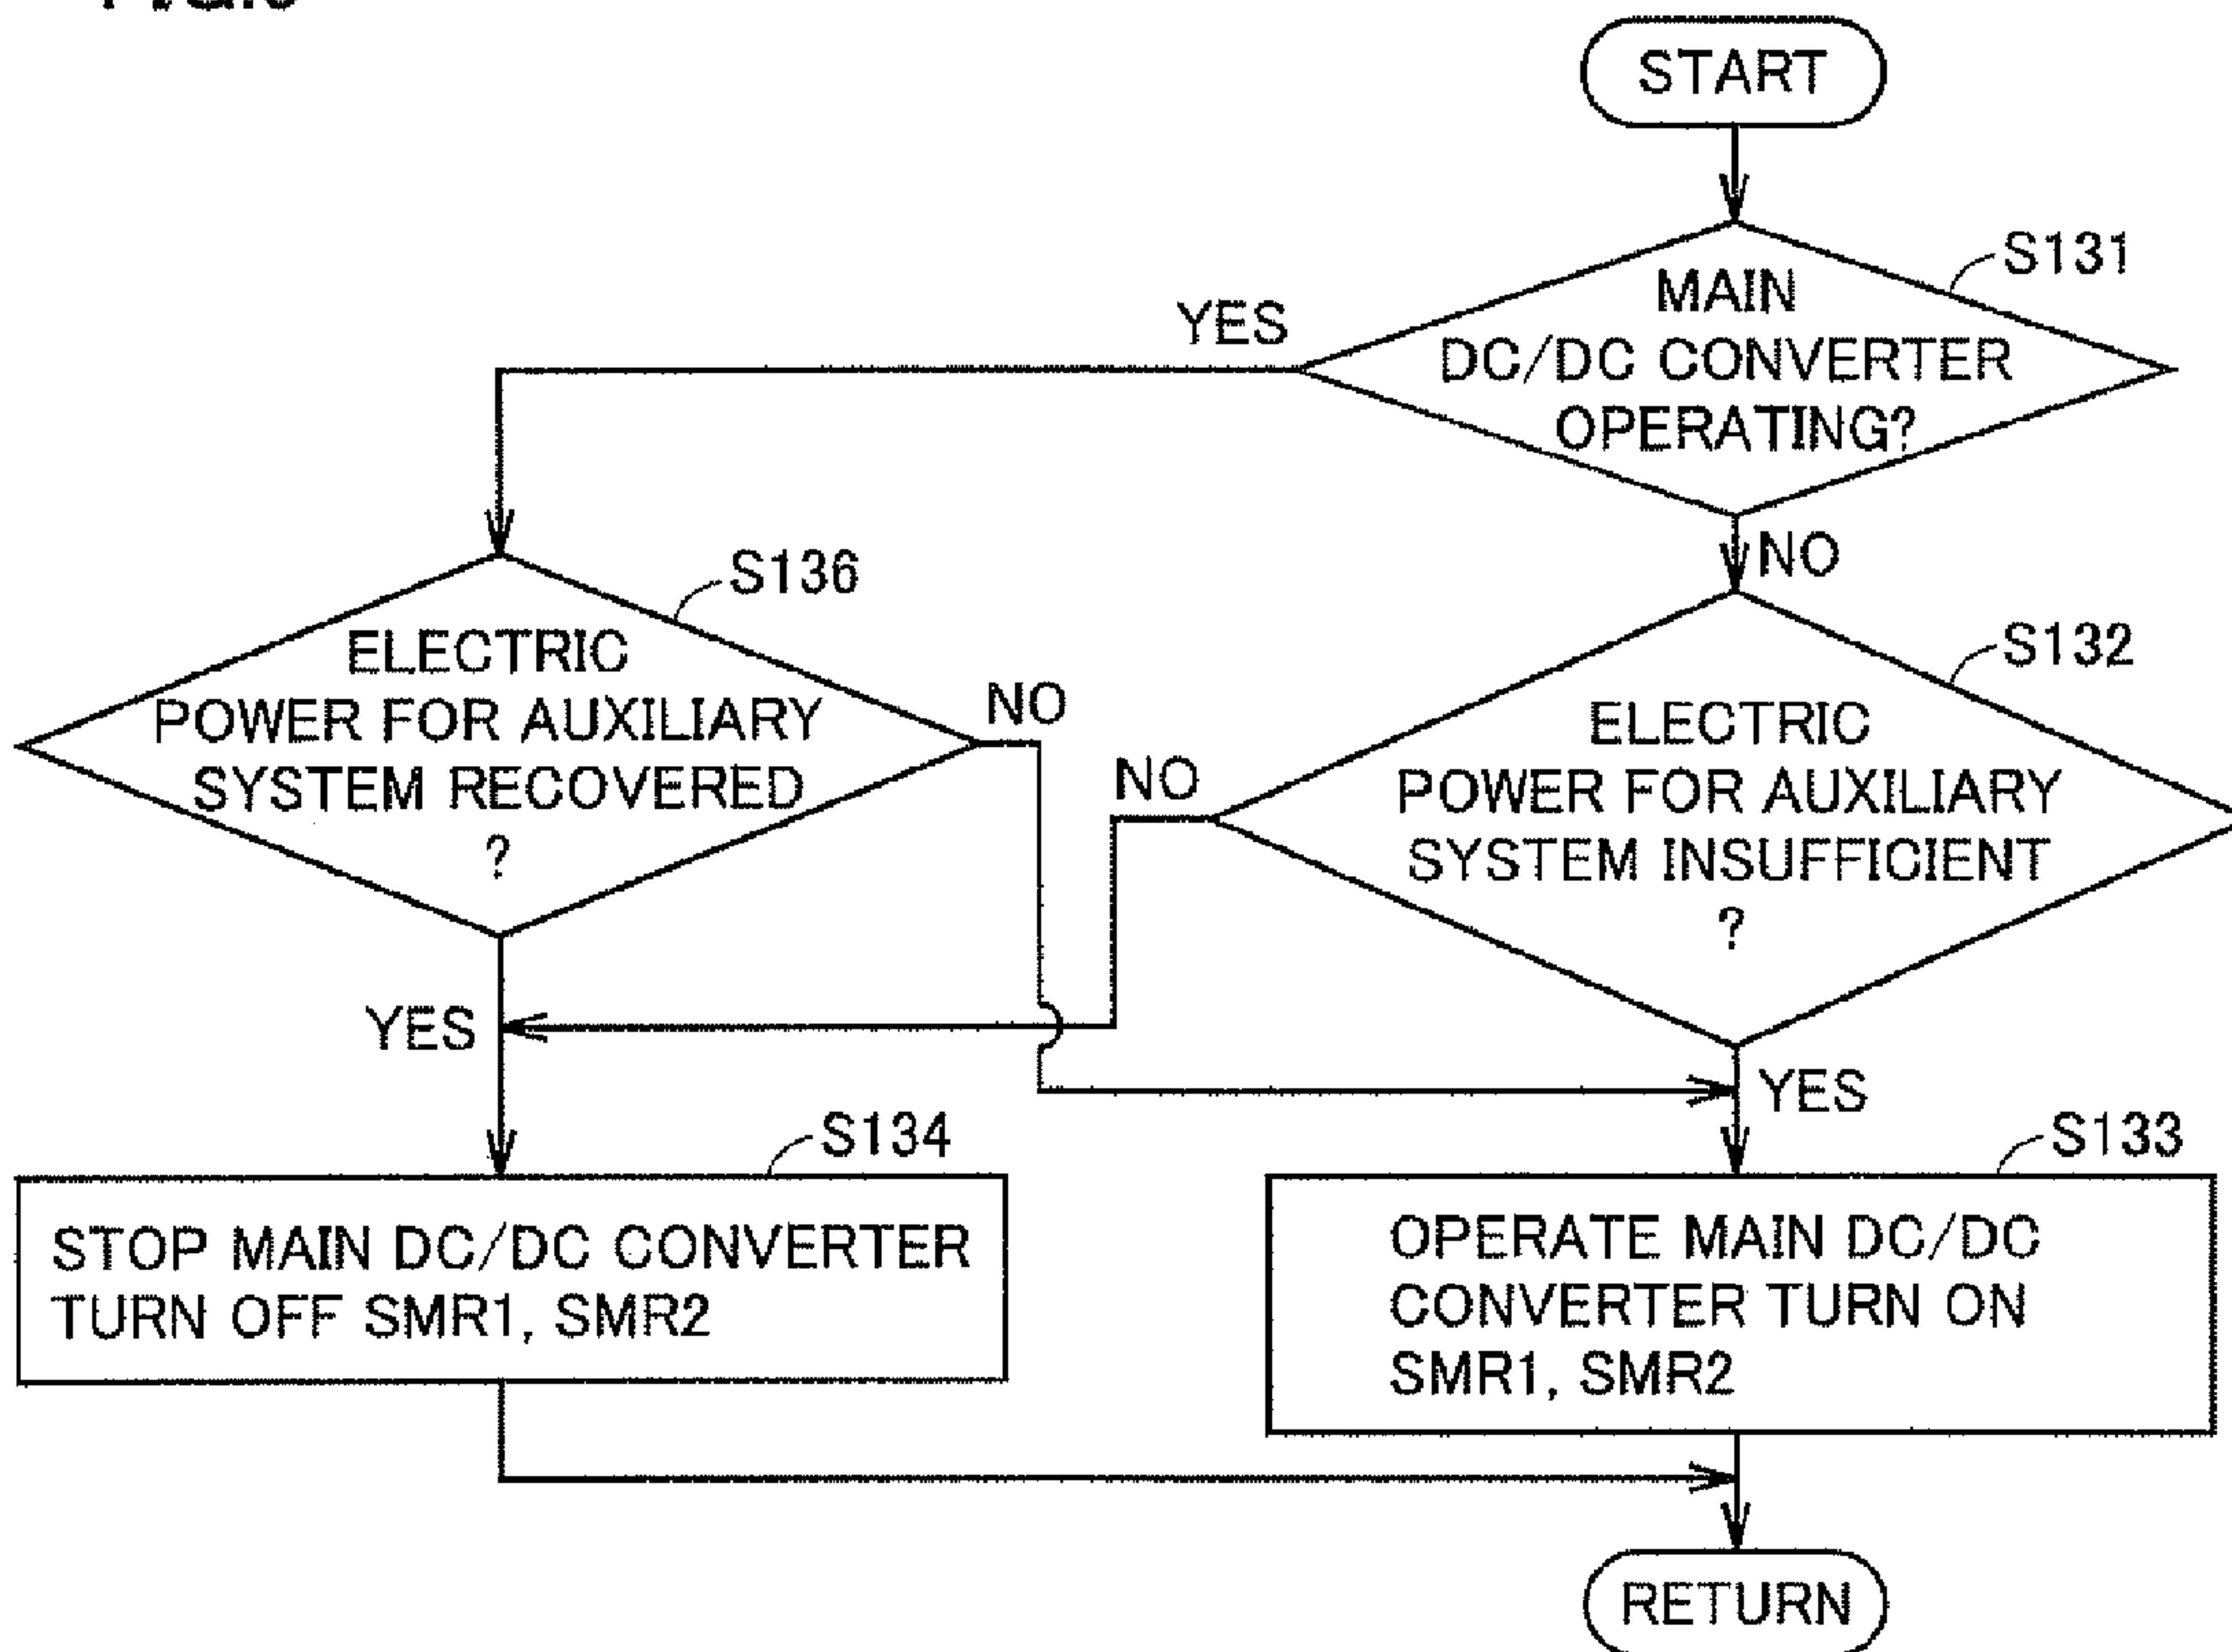 START
S131
MAIN
DC/DC CONVERTER
OPERATING?
YES
NO
S136
ELECTRIC
POWER FOR AUXILIARY
SYSTEM RECOVERED
?
NO
YES
S132
ELECTRIC
POWER FOR AUXILIARY
SYSTEM INSUFFICIENT
?
NO
YES
S134
STOP MAIN DC/DC CONVERTER
TURN OFF SMR1, SMR2
S133
OPERATE MAIN DC/DC
CONVERTER TURN ON
SMR1, SMR2
RETURN